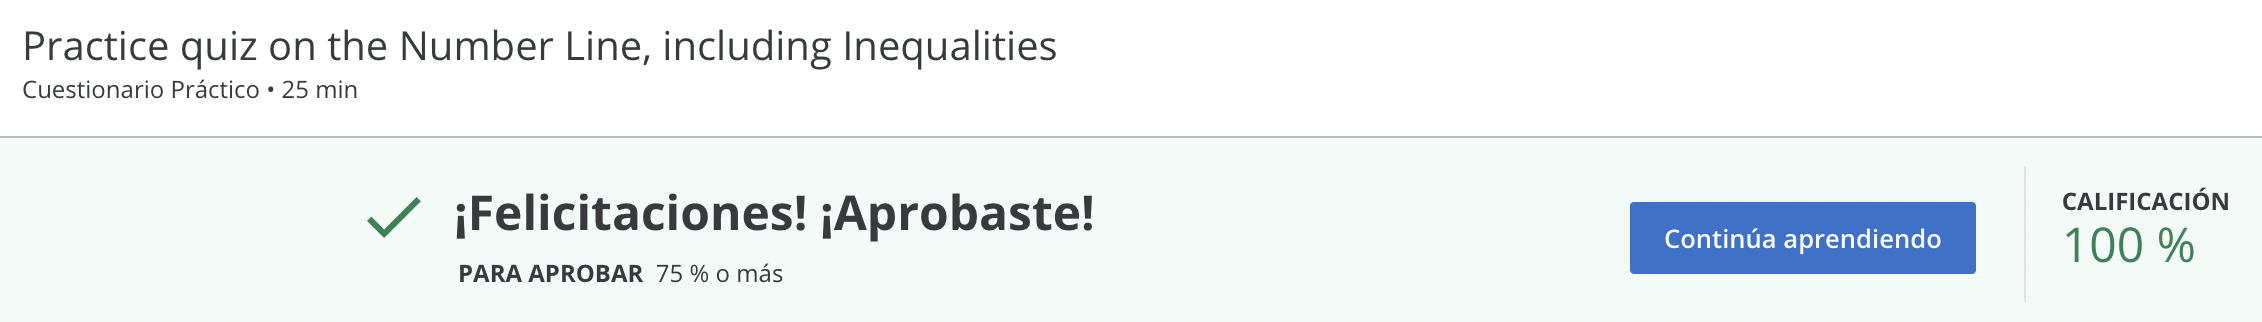 Practice quiz on the Number Line, including Inequalities
Cuestionario Práctico • 25 min
¡Felicitaciones! ¡Aprobaste!
PARA APROBAR 75 % o más
Continúa aprendiendo
CALIFICACIÓN
100 %